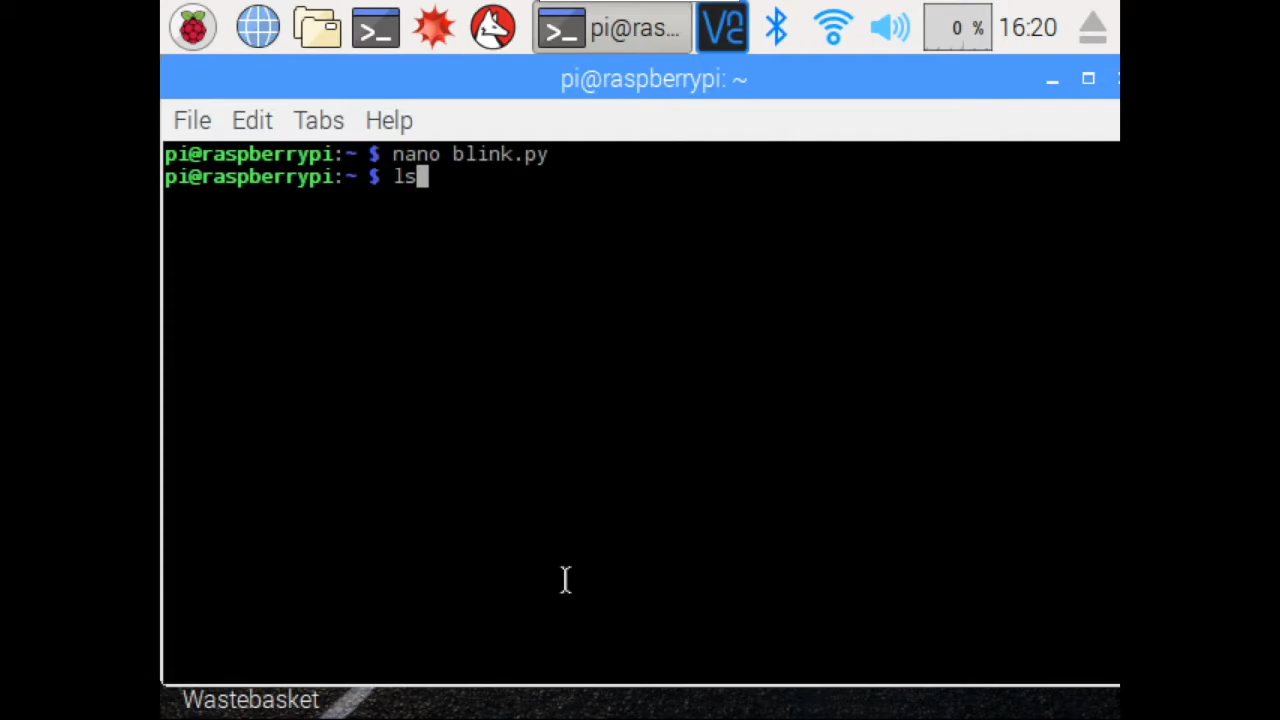 >_ >_ pi@ras... V2 0 % 16:20
pi@raspberrypi: ~
File Edit Tabs Help
pi@raspberrypi:~ $ nano blink.py
pi@raspberrypi:~ $ ls
Wastebasket